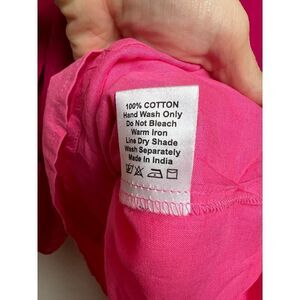 100% COTTON
Hand Wash Only
Do Not Bleach
Warm Iron
Line Dry Shade
Wash Separately
Made In India